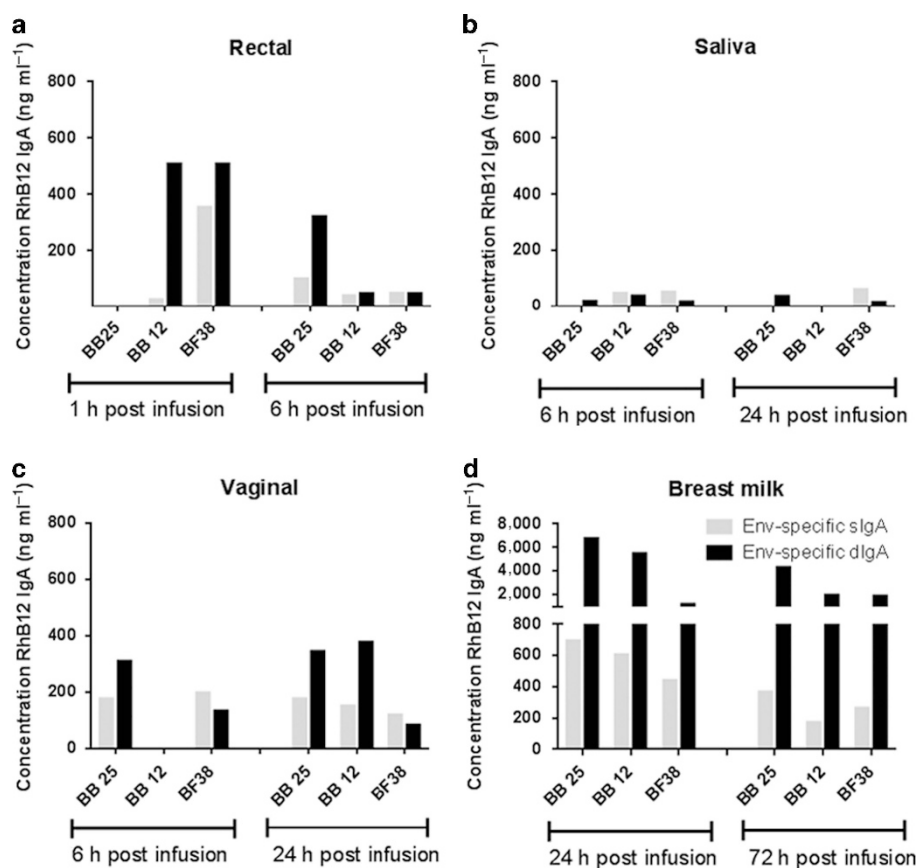 a
Rectal
Concentration RhB12 IgA (ng ml⁻¹)
800
600
400
200
BB25
BB 12
BF38
BB 25
BB 12
BF38
1 h post infusion
6 h post infusion
b
Saliva
Concentration RhB12 IgA (ng ml⁻¹)
800
600
400
200
0
BB 25
BB 12
BF38
BB 25
BB 12
BF38
6 h post infusion
24 h post infusion
c
Vaginal
Concentration RhB12 IgA (ng ml⁻¹)
800
600
400
200
0
BB 25
BB 12
BF38
BB 25
BB 12
BF38
6 h post infusion
24 h post infusion
d
Breast milk
Env-specific sIgA
Env-specific dIgA
Concentration RhB12 IgA (ng ml⁻¹)
8,000
6,000
4,000
2,000
800
600
400
200
0
BB 25
BB 12
BF38
BB 25
BB 12
BF38
24 h post infusion
72 h post infusion